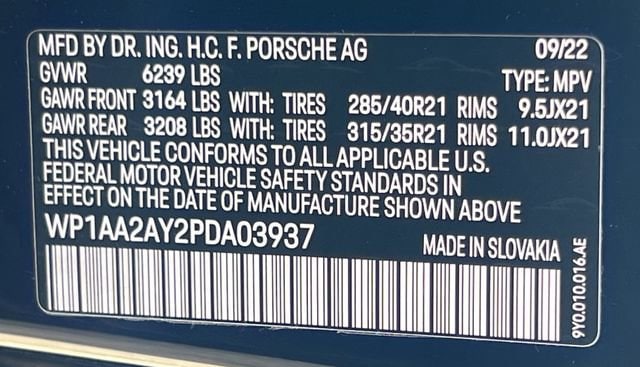 MFD BY DR. ING. H.C. F. PORSCHE AG 09/22
GVWR 6239 LBS TYPE: MPV
GAWR FRONT 3164 LBS WITH: TIRES 285/40R21 RIMS 9.5JX21
GAWR REAR 3208 LBS WITH: TIRES 315/35R21 RIMS 11.0JX21
THIS VEHICLE CONFORMS TO ALL APPLICABLE U.S.
FEDERAL MOTOR VEHICLE SAFETY STANDARDS IN
EFFECT ON THE DATE OF MANUFACTURE SHOWN ABOVE
WP1AA2AY2PDA03937 MADE IN SLOVAKIA
9Y0.010.016.AE